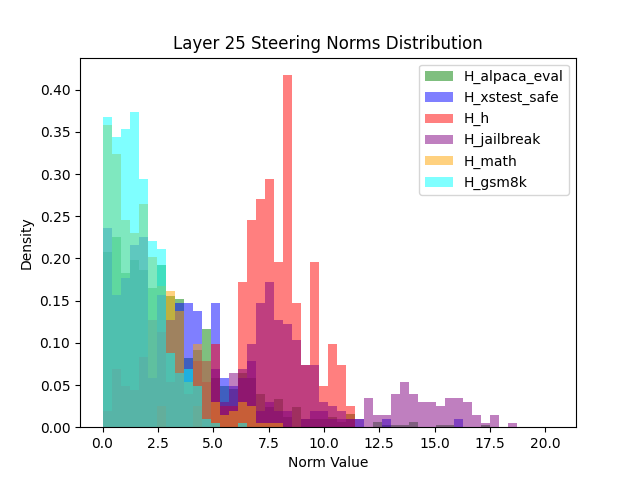 Layer 25 Steering Norms Distribution
H_alpaca_eval
H_xstest_safe
H_h
H_jailbreak
H_math
H_gsm8k
Density
0.40
0.35
0.30
0.25
0.20
0.15
0.10
0.05
0.00
0.0 2.5 5.0 7.5 10.0 12.5 15.0 17.5 20.0
Norm Value